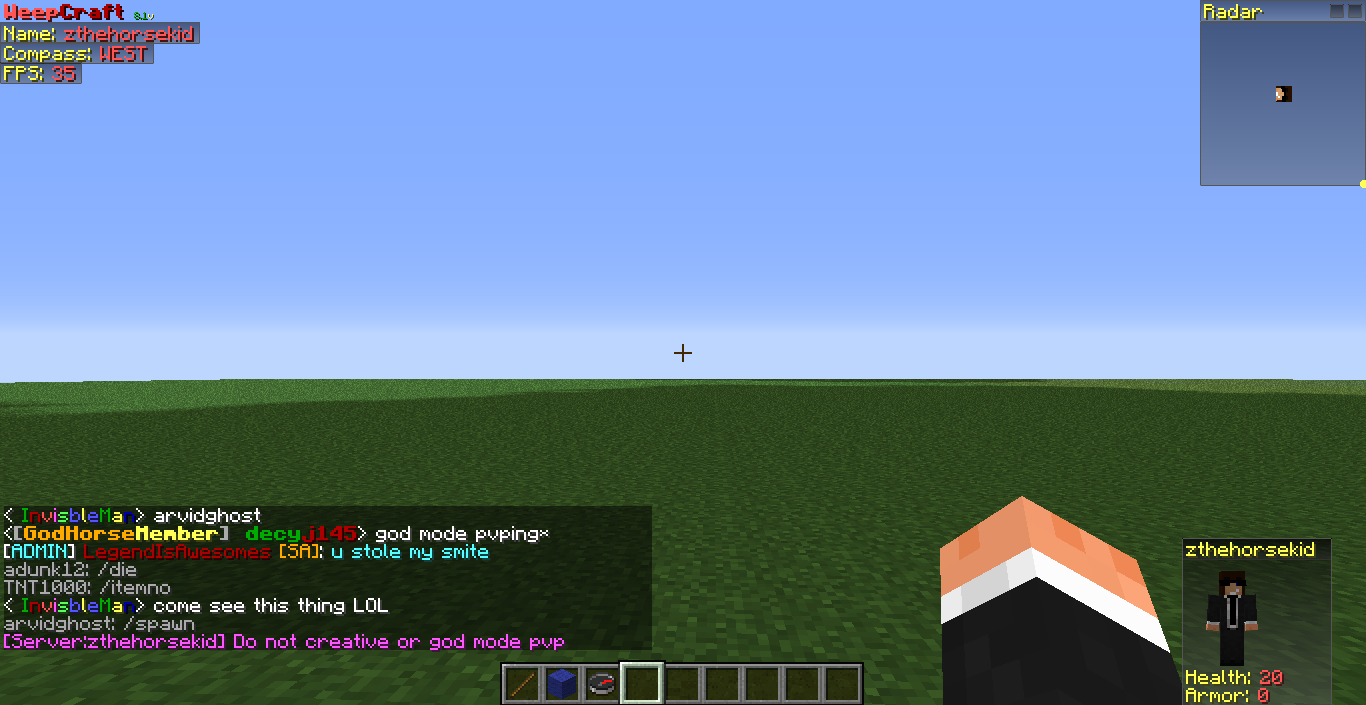 WeepCraft 8.1v
Name: zthehorsekid
Compass: WEST
FPS: 35
Radar
< InvisbleMan> arvidghost
<[GodHorseMember] decyj145> god mode pvping*
[ADMIN] LegendIsAwesomes [SA]: u stole my smite
adunk12: /die
TNT1000: /itemno
< InvisbleMan> come see this thing LOL
arvidghost: /spawn
[Server:zthehorsekid] Do not creative or god mode pvp
zthehorsekid
Health: 20
Armor: 0